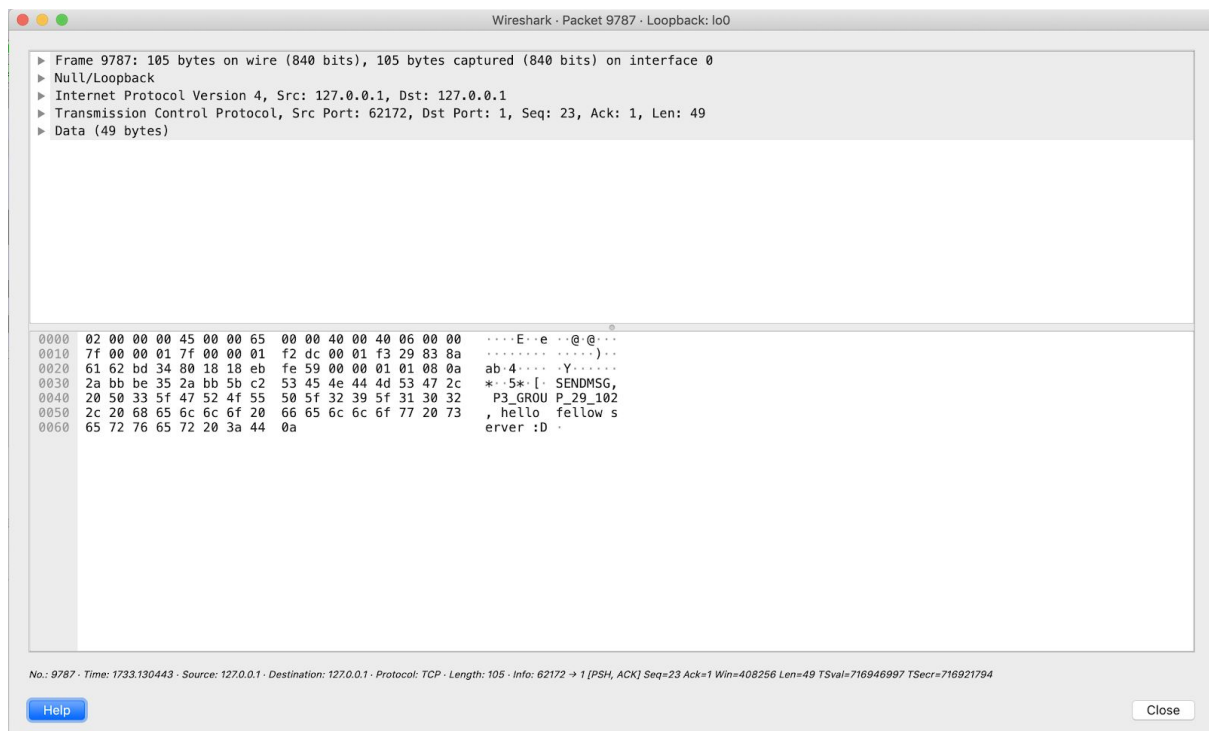 Wireshark · Packet 9787 · Loopback: lo0
Frame 9787: 105 bytes on wire (840 bits), 105 bytes captured (840 bits) on interface 0
Null/Loopback
Internet Protocol Version 4, Src: 127.0.0.1, Dst: 127.0.0.1
Transmission Control Protocol, Src Port: 62172, Dst Port: 1, Seq: 23, Ack: 1, Len: 49
Data (49 bytes)
0000 02 00 00 00 45 00 00 65 00 00 40 00 40 06 00 00 ····E··e ··@·@···
0010 7f 00 00 01 7f 00 00 01 f2 dc 00 01 f3 29 83 8a ········ ·····)··
0020 61 62 bd 34 80 18 18 eb fe 59 00 00 01 01 08 0a ab·4···· ·Y······
0030 2a bb be 35 2a bb 5b c2 53 45 4e 44 4d 53 47 2c *··5*·[· SENDMSG,
0040 20 50 33 5f 47 52 4f 55 50 5f 32 39 5f 31 30 32 P3_GROU P_29_102
0050 2c 20 68 65 6c 6c 6f 20 66 65 6c 6c 6f 77 20 73 , hello fellow s
0060 65 72 76 65 72 20 3a 44 0a erver :D ·
No.: 9787 · Time: 1733.130443 · Source: 127.0.0.1 · Destination: 127.0.0.1 · Protocol: TCP · Length: 105 · Info: 62172 → 1 [PSH, ACK] Seq=23 Ack=1 Win=408256 Len=49 TSval=716946997 TSecr=716921794
Help
Close